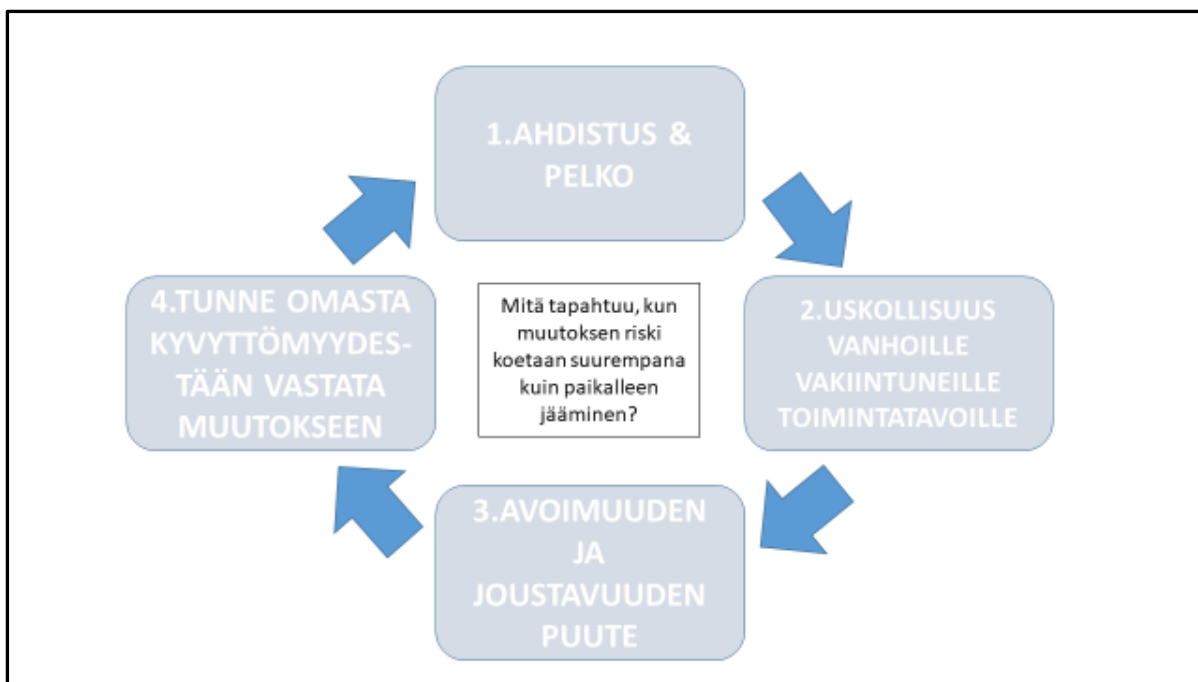 1.AHDISTUS &
PELKO
2.USKOLLISUUS
VANHOILLE
VAKIINTUNEILLE
TOIMINTATAVOILLE
3.AVOIMUUDEN
JA
JOUSTAVUUDEN
PUUTE
4.TUNNE OMASTA
KYVYTTÖMYYDES-
TÄÄN VASTATA
MUUTOKSEEN
Mitä tapahtuu, kun
muutoksen riski
koetaan suurempana
kuin paikalleen
jääminen?